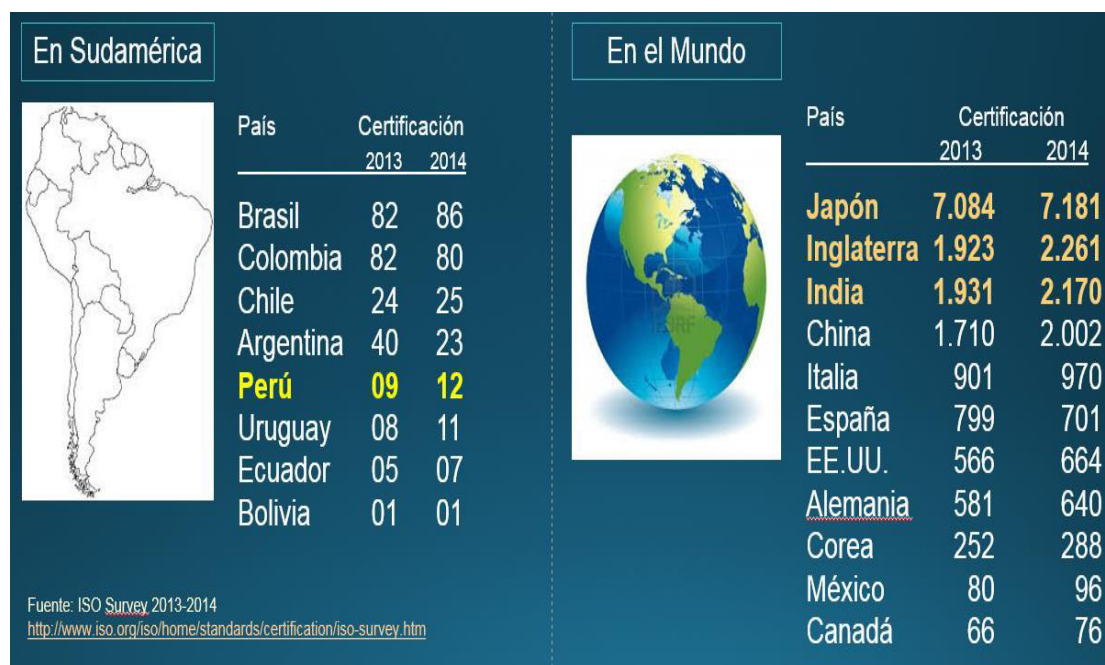 En Sudamérica
País Certificación
2013 2014
Brasil 82 86
Colombia 82 80
Chile 24 25
Argentina 40 23
Perú 09 12
Uruguay 08 11
Ecuador 05 07
Bolivia 01 01
Fuente: ISO Survey 2013-2014
http://www.iso.org/iso/home/standards/certification/iso-survey.htm
En el Mundo
País Certificación
2013 2014
Japón 7.084 7.181
Inglaterra 1.923 2.261
India 1.931 2.170
China 1.710 2.002
Italia 901 970
España 799 701
EE.UU. 566 664
Alemania 581 640
Corea 252 288
México 80 96
Canadá 66 76